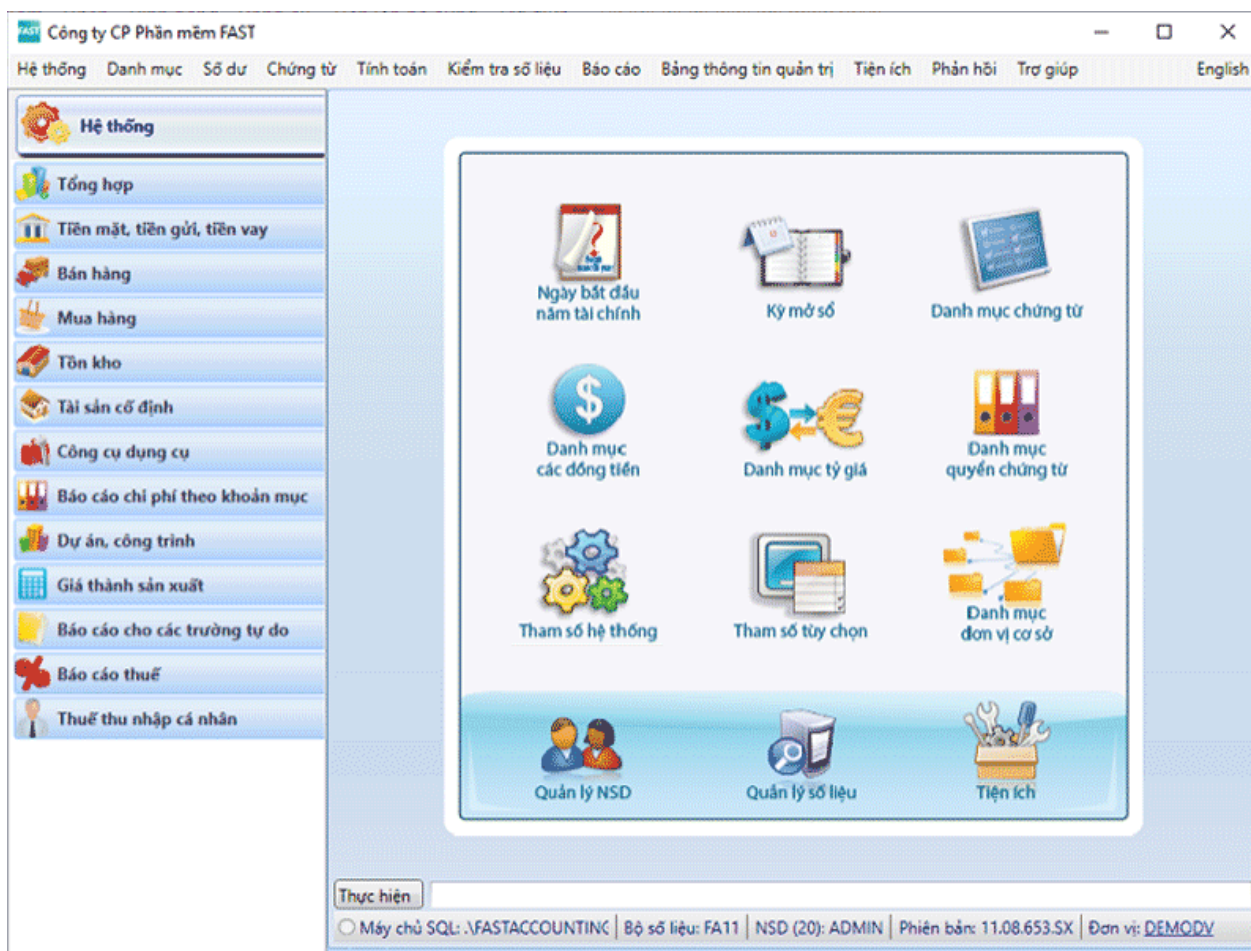 FAST Công ty CP Phần mềm FAST
Hệ thống Danh mục Số dư Chứng từ Tính toán Kiểm tra số liệu Báo cáo Bảng thông tin quản trị Tiện ích Phản hồi Trợ giúp English
Hệ thống
Tổng hợp
Tiền mặt, tiền gửi, tiền vay
Bán hàng
Mua hàng
Tồn kho
Tài sản cố định
Công cụ dụng cụ
Báo cáo chi phí theo khoản mục
Dự án, công trình
Giá thành sản xuất
Báo cáo cho các trường tự do
Báo cáo thuế
Thuế thu nhập cá nhân
Ngày bắt đầu
năm tài chính
Kỳ mở sổ
Danh mục chứng từ
Danh mục
các đồng tiền
Danh mục tỷ giá
Danh mục
quyển chứng từ
Tham số hệ thống
Tham số tùy chọn
Danh mục
đơn vị cơ sở
Quản lý NSD
Quản lý số liệu
Tiện ích
Thực hiện
Máy chủ SQL: .\FASTACCOUNTING Bộ số liệu: FA11 NSD (20): ADMIN Phiên bản: 11.08.653.SX Đơn vị: DEMODV